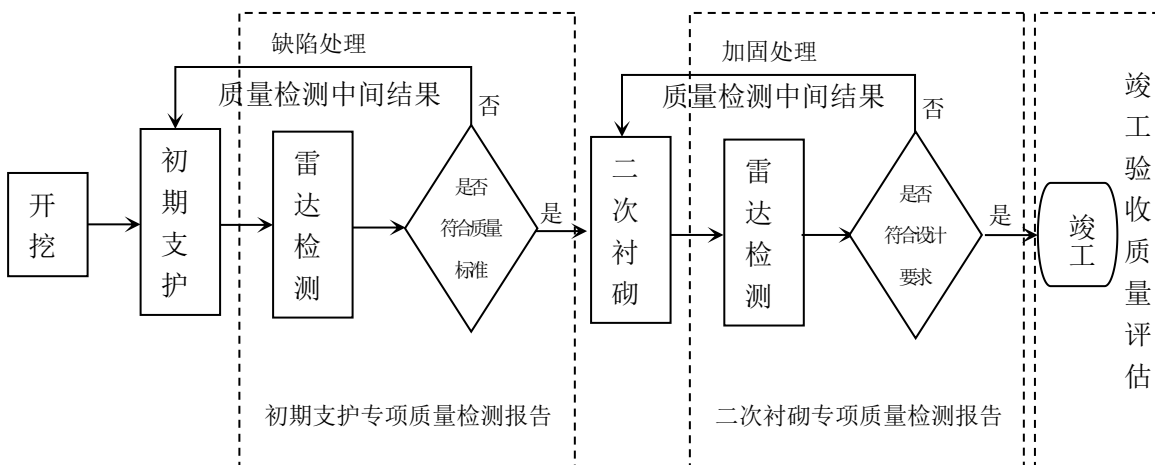 缺陷处理
质量检测中间结果
否
开挖
初期支护
雷达检测
是否
符合质量
标准
是
初期支护专项质量检测报告
加固处理
质量检测中间结果
否
二次衬砌
雷达检测
是否
符合设计
要求
是
二次衬砌专项质量检测报告
竣工
竣工验收质量评估